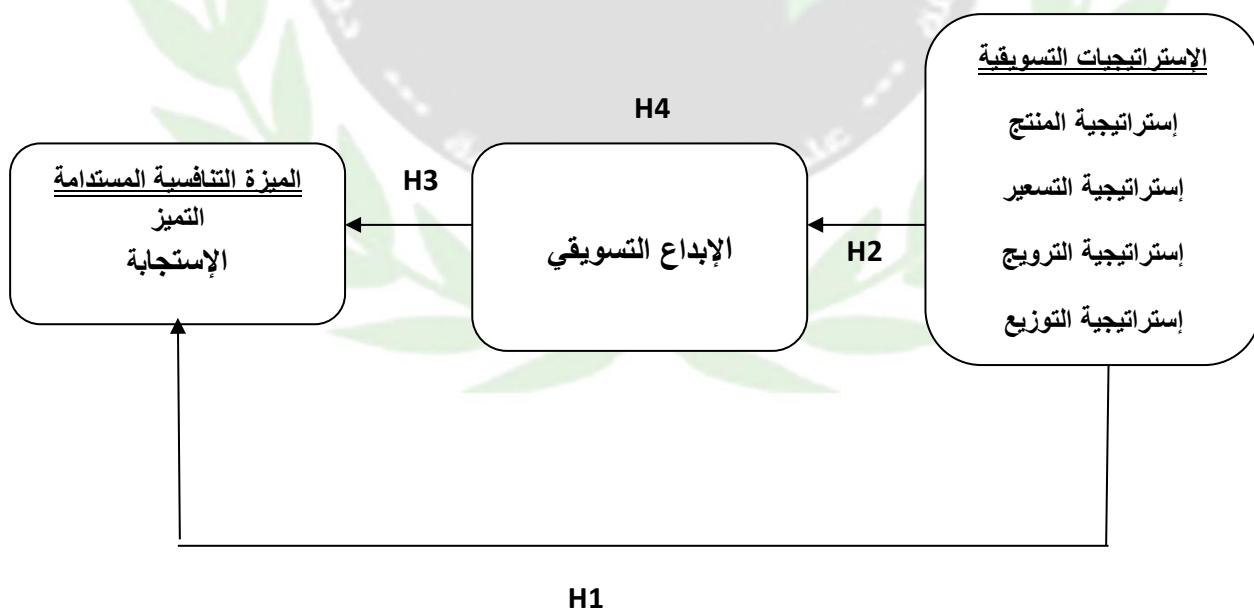 الإستراتيجيات التسويقية
إستراتيجية المنتج
إستراتيجية التسعير
إستراتيجية الترويج
إستراتيجية التوزيع
H2
H4
الإبداع التسويقي
H3
الميزة التنافسية المستدامة
التميز
الإستجابة
H1